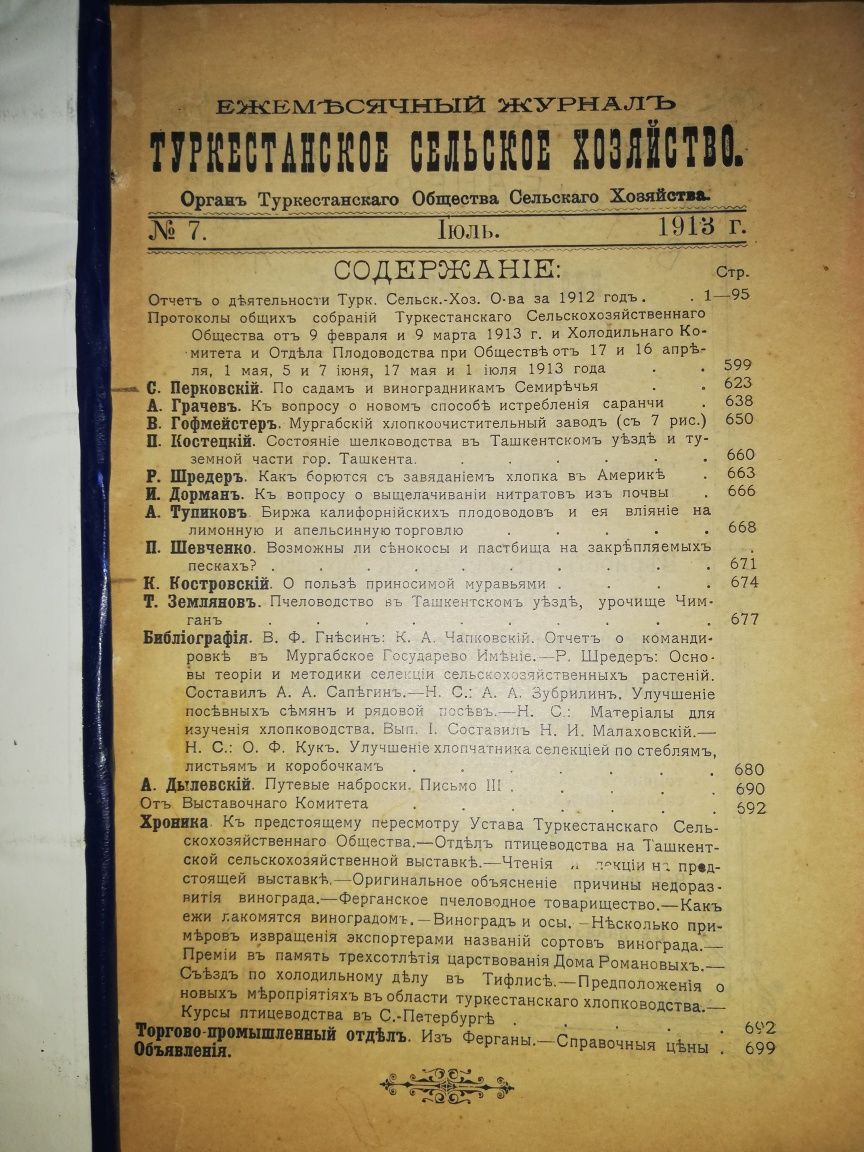 ЕЖЕМѢСЯЧНЫЙ ЖУРНАЛЪ
ТУРКЕСТАНСКОЕ СЕЛЬСКОЕ ХОЗЯЙСТВО.
Органъ Туркестанскаго Общества Сельскаго Хозяйства.
№ 7. Іюль. 1913 г.
СОДЕРЖАНІЕ: Стр.
Отчетъ о дѣятельности Турк. Сельск.-Хоз. О-ва за 1912 годъ . . 1—95
Протоколы общихъ собраній Туркестанскаго Сельскохозяйственнаго
Общества отъ 9 февраля и 9 марта 1913 г. и Холодильнаго Ко-
митета и Отдѣла Плодоводства при Обществѣ отъ 17 и 16 апрѣ-
ля, 1 мая, 5 и 7 іюня, 17 мая и 1 іюля 1913 года . . 599
С. Перковскій. По садамъ и виноградникамъ Семирѣчья . . 623
А. Грачевъ. Къ вопросу о новомъ способѣ истребленія саранчи . 638
В. Гофмейстеръ. Мургабскій хлопкоочистительный заводъ (съ 7 рис.) 650
П. Костецкій. Состояніе шелководства въ Ташкентскомъ уѣздѣ и ту-
земной части гор. Ташкента. . . . . . . 660
Р. Шредеръ. Какъ борются съ завяданіемъ хлопка въ Америкѣ . 663
И. Дорманъ. Къ вопросу о выщелачиваніи нитратовъ изъ почвы . 666
А. Тупиковъ. Биржа калифорнійскихъ плодоводовъ и ея вліяніе на
лимонную и апельсинную торговлю . . . . . 668
П. Шевченко. Возможны ли сѣнокосы и пастбища на закрѣпляемыхъ
пескахъ? . . . . . . . . . . 671
К. Костровскій. О пользѣ приносимой муравьями . . . . 674
Т. Земляновъ. Пчеловодство въ Ташкентскомъ уѣздѣ, урочище Чим-
ганъ . . . . . . . . . . 677
Библіографія. В. Ф. Гнѣсинъ: К. А. Чапковскій. Отчетъ о команди-
ровкѣ въ Мургабское Государево Имѣніе.—Р. Шредеръ: Осно-
вы теоріи и методики селекціи сельскохозяйственныхъ растеній.
Составилъ А. А. Сапѣгинъ.—Н. С.: А. А. Зубрилинъ. Улучшеніе
посѣвныхъ сѣмянъ и рядовой посѣвъ.—Н. С.: Матеріалы для
изученія хлопководства. Вып. I. Составилъ Н. И. Малаховскій.—
Н. С.: О. Ф. Кукъ. Улучшеніе хлопчатника селекціей по стеблямъ,
листьямъ и коробочкамъ . . . . . . . 680
А. Дылевскій. Путевые наброски. Письмо III . . . . . 690
Отъ Выставочнаго Комитета . . . . . 692
Хроника. Къ предстоящему пересмотру Устава Туркестанскаго Сель-
скохозяйственнаго Общества.—Отдѣлъ птицеводства на Ташкент-
ской сельскохозяйственной выставкѣ.—Чтенія и лекціи на пред-
стоящей выставкѣ.—Оригинальное объясненіе причины недораз-
витія винограда.—Ферганское пчеловодное товарищество.—Какъ
ежи лакомятся виноградомъ.—Виноградъ и осы.—Нѣсколько при-
мѣровъ извращенія экспортерами названій сортовъ винограда.—
Преміи въ память трехсотлѣтія царствованія Дома Романовыхъ.—
Съѣздъ по холодильному дѣлу въ Тифлисѣ.—Предположенія о
новыхъ мѣропріятіяхъ въ области туркестанскаго хлопководства.—
Курсы птицеводства въ С.-Петербургѣ . . . . . 692
Торгово-промышленный отдѣлъ. Изъ Ферганы.—Справочныя цѣны . 699
Объявленія.